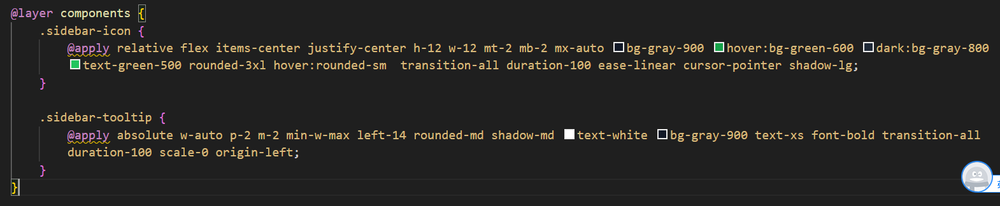 @layer components {
.sidebar-icon {
@apply relative flex items-center justify-center h-12 w-12 mt-2 mb-2 mx-auto bg-gray-900 hover:bg-green-600 dark:bg-gray-800
text-green-500 rounded-3xl hover:rounded-sm  transition-all duration-100 ease-linear cursor-pointer shadow-lg;
}
.sidebar-tooltip {
@apply absolute w-auto p-2 m-2 min-w-max left-14 rounded-md shadow-md text-white bg-gray-900 text-xs font-bold transition-all
duration-100 scale-0 origin-left;
}
}